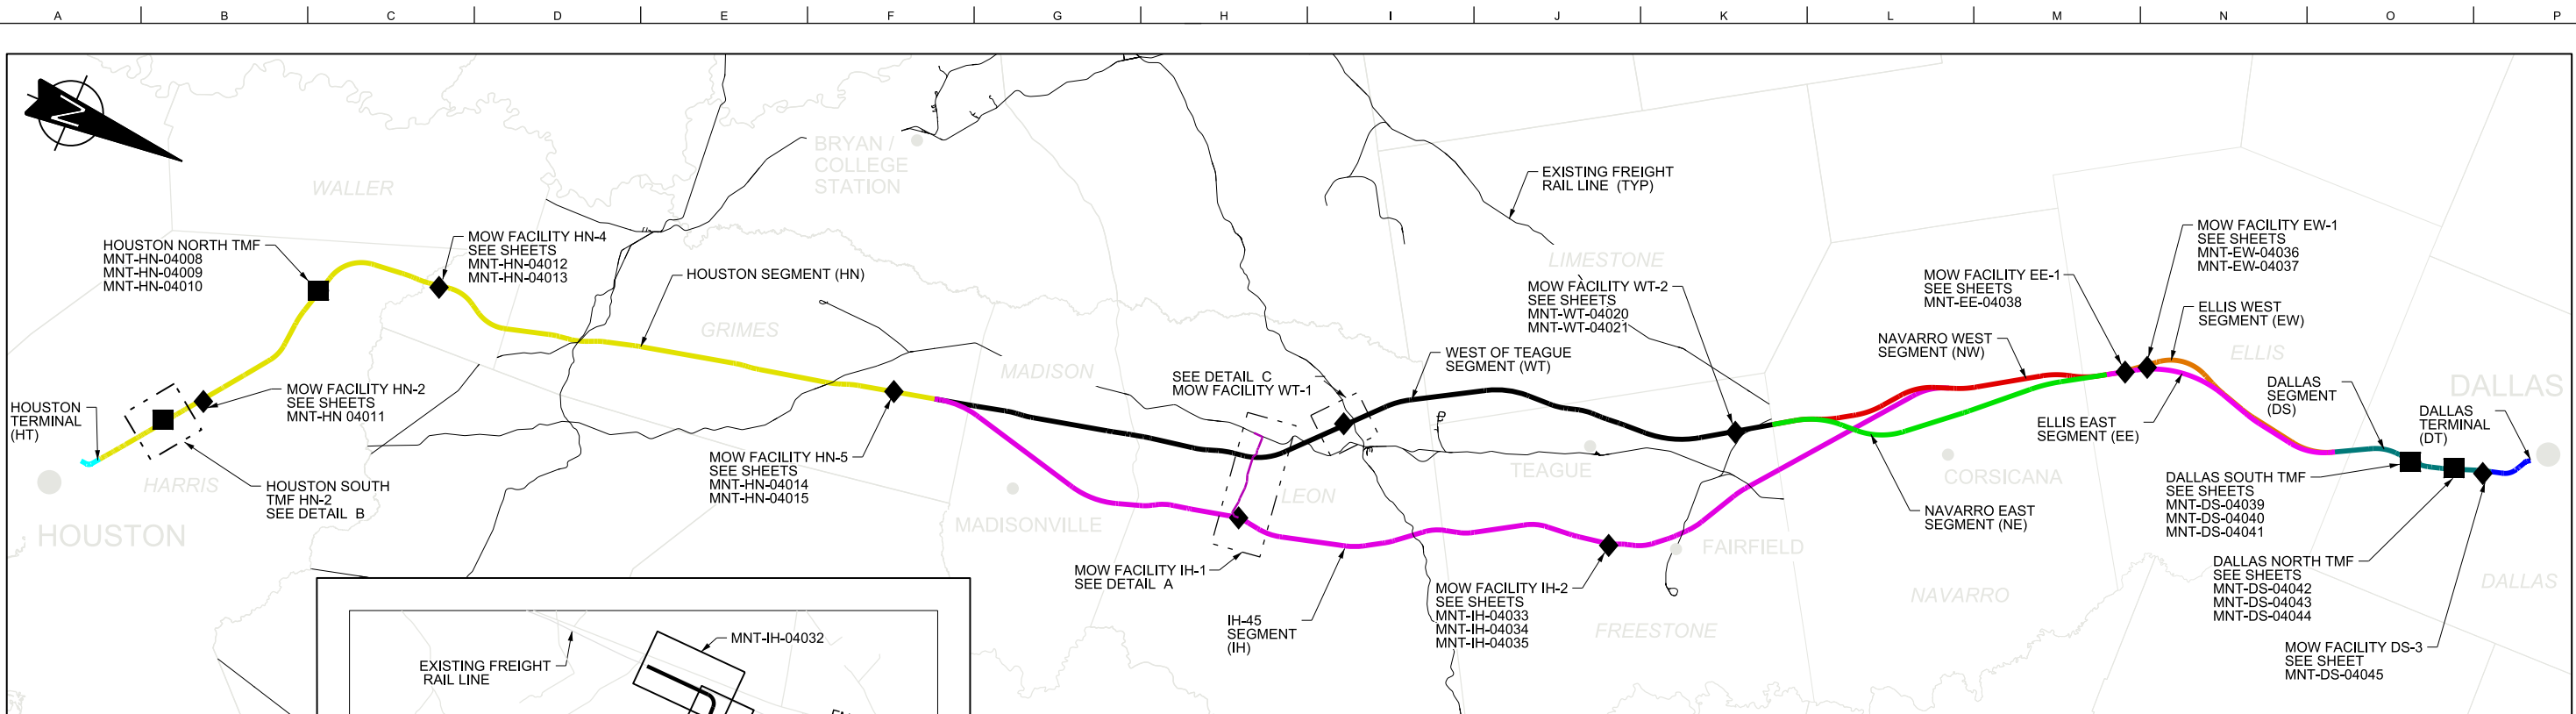 A B C D E F G H I J K L M N O P
BRYAN /
COLLEGE
STATION
WALLER
EXISTING FREIGHT
RAIL LINE (TYP)
HOUSTON NORTH TMF
MNT-HN-04008
MNT-HN-04009
MNT-HN-04010
MOW FACILITY HN-4
SEE SHEETS
MNT-HN-04012
MNT-HN-04013
HOUSTON SEGMENT (HN)
GRIMES
LIMESTONE
MOW FACILITY WT-2
SEE SHEETS
MNT-WT-04020
MNT-WT-04021
MOW FACILITY EE-1
SEE SHEETS
MNT-EE-04038
MOW FACILITY EW-1
SEE SHEETS
MNT-EW-04036
MNT-EW-04037
ELLIS WEST
SEGMENT (EW)
NAVARRO WEST
SEGMENT (NW)
ELLIS
WEST OF TEAGUE
SEGMENT (WT)
MADISON
SEE DETAIL C
MOW FACILITY WT-1
DALLAS
SEGMENT
(DS)
DALLAS
DALLAS
TERMINAL
(DT)
HOUSTON
TERMINAL
(HT)
MOW FACILITY HN-2
SEE SHEETS
MNT-HN 04011
ELLIS EAST
SEGMENT (EE)
MOW FACILITY HN-5
SEE SHEETS
MNT-HN-04014
MNT-HN-04015
TEAGUE
CORSICANA
HARRIS
HOUSTON SOUTH
TMF HN-2
SEE DETAIL B
HOUSTON
MADISONVILLE
LEON
NAVARRO EAST
SEGMENT (NE)
DALLAS SOUTH TMF
SEE SHEETS
MNT-DS-04039
MNT-DS-04040
MNT-DS-04041
FAIRFIELD
MOW FACILITY IH-1
SEE DETAIL A
MOW FACILITY IH-2
SEE SHEETS
MNT-IH-04033
MNT-IH-04034
MNT-IH-04035
DALLAS NORTH TMF
SEE SHEETS
MNT-DS-04042
MNT-DS-04043
MNT-DS-04044
DALLAS
NAVARRO
IH-45
SEGMENT
(IH)
FREESTONE
MNT-IH-04032
EXISTING FREIGHT
RAIL LINE
MOW FACILITY DS-3
SEE SHEET
MNT-DS-04045